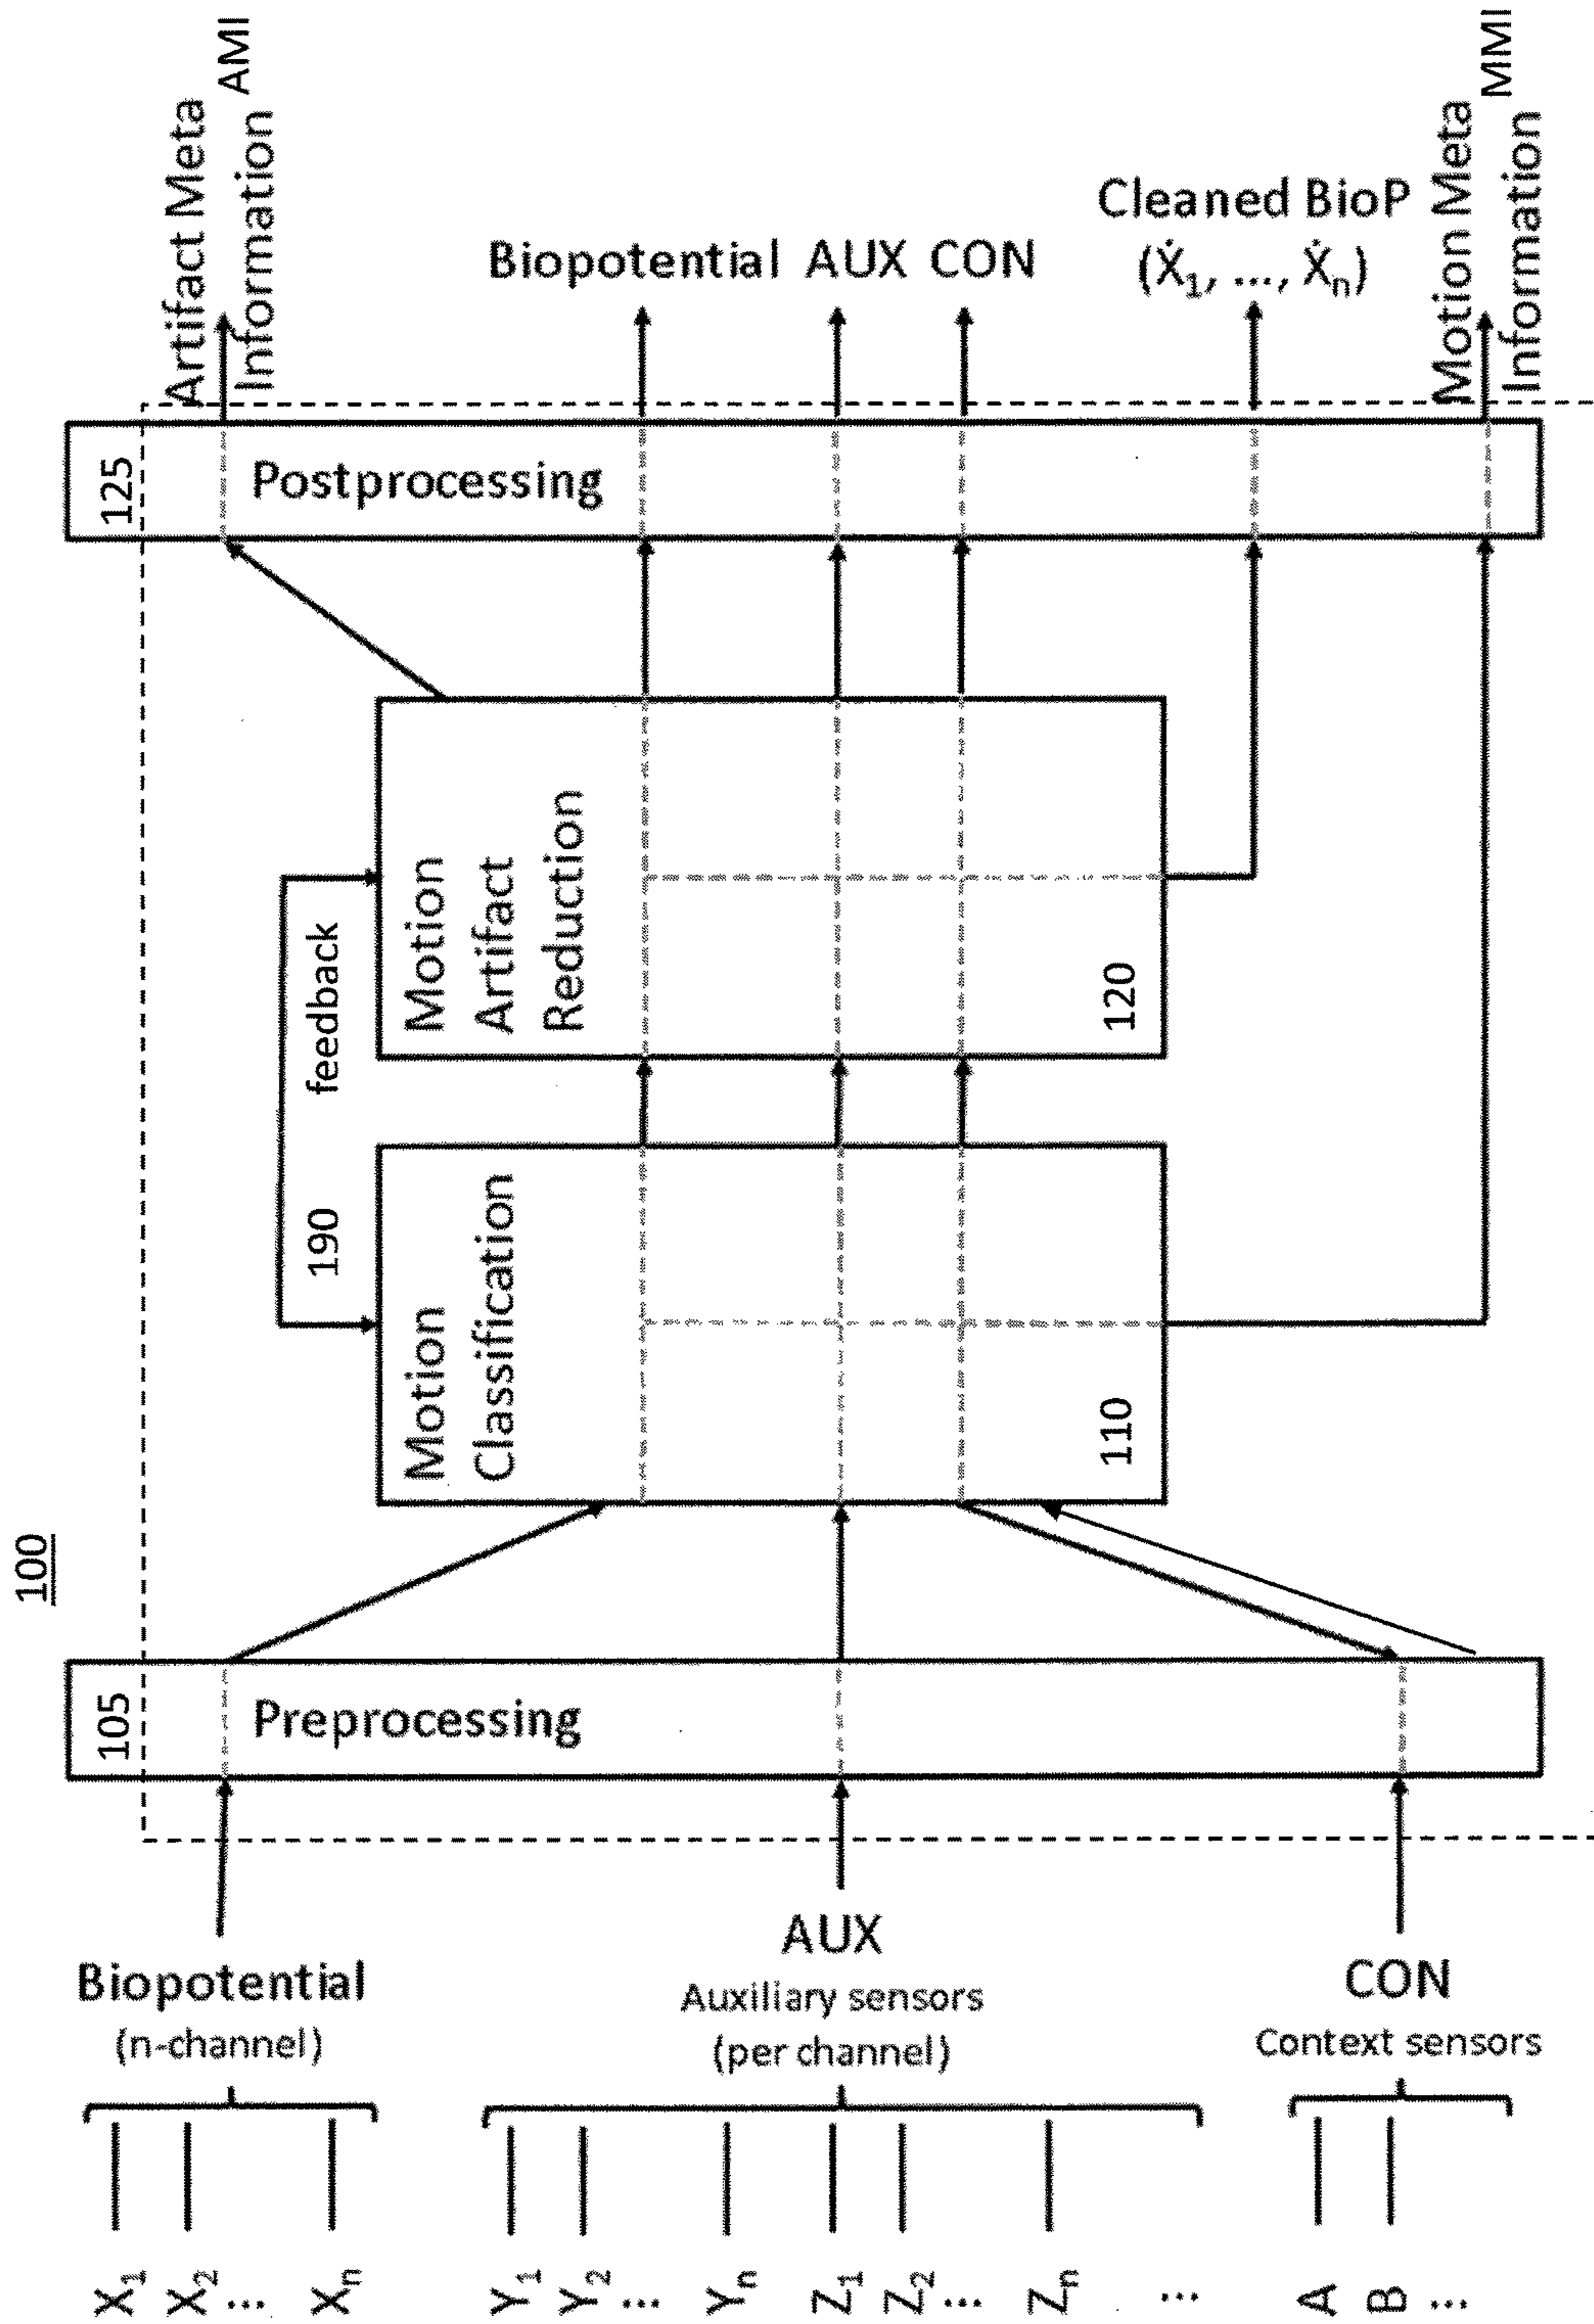 100
X1
X2
⋮
Xn
Biopotential
(n-channel)
Y1
Y2
⋮
Yn
Z1
Z2
⋮
Zn
⋮
AUX
Auxiliary sensors
(per channel)
A
B
⋮
CON
Context sensors
105
Preprocessing
190
feedback
Motion
Classification
110
Motion
Artifact
Reduction
120
125
Postprocessing
Artifact Meta
Information AMI
Biopotential AUX CON
Cleaned BioP
(Ẋ1, ..., Ẋn)
Motion Meta
Information MMI